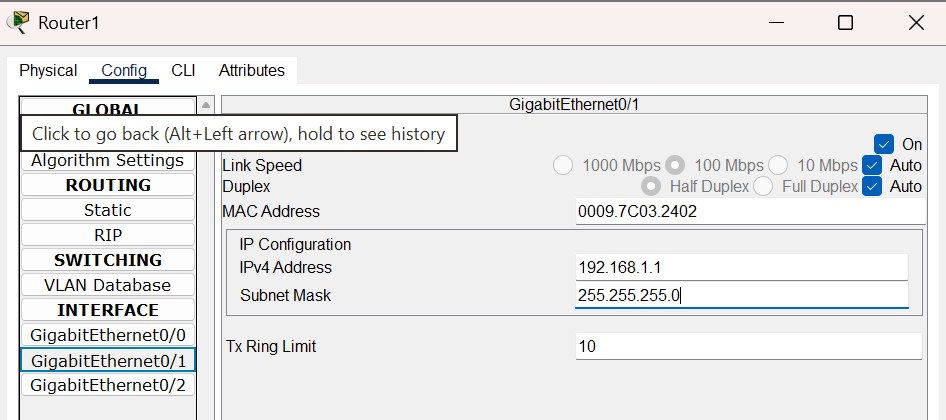 Router1
Physical Config CLI Attributes
GLOBAL
Click to go back (Alt+Left arrow), hold to see history
Algorithm Settings
ROUTING
Static
RIP
SWITCHING
VLAN Database
INTERFACE
GigabitEthernet0/0
GigabitEthernet0/1
GigabitEthernet0/2
GigabitEthernet0/1
On
Link Speed 1000 Mbps 100 Mbps 10 Mbps Auto
Duplex Half Duplex Full Duplex Auto
MAC Address 0009.7C03.2402
IP Configuration
IPv4 Address 192.168.1.1
Subnet Mask 255.255.255.0
Tx Ring Limit 10